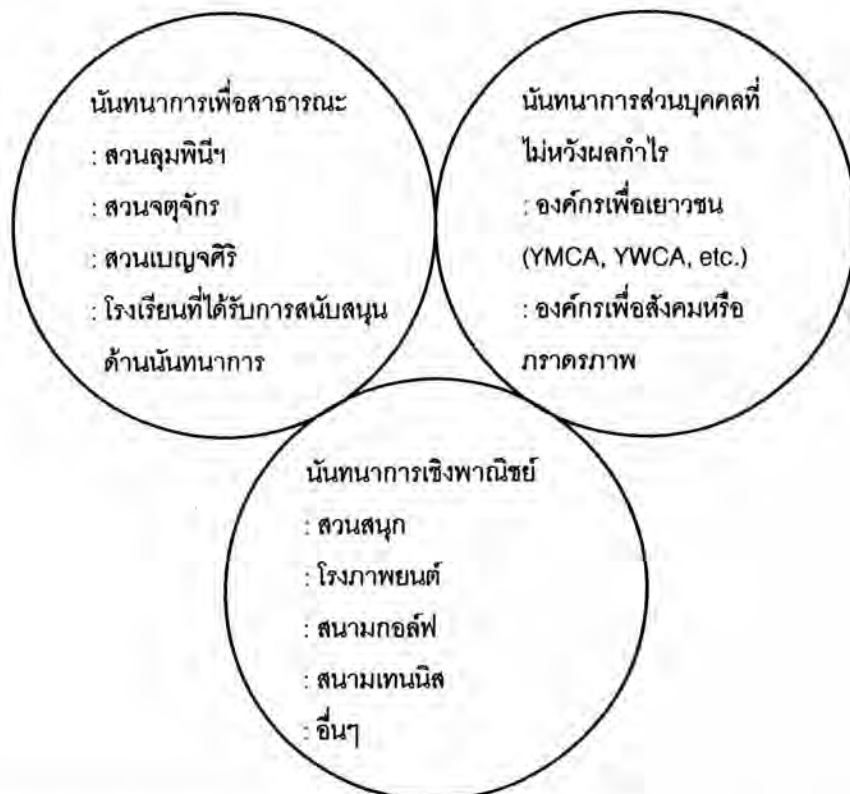 นันทนาการเพื่อสาธารณะ
: สวนลุมพินีฯ
: สวนจตุจักร
: สวนเบญจศิริ
: โรงเรียนที่ได้รับการสนับสนุน
ด้านนันทนาการ
นันทนาการส่วนบุคคลที่
ไม่หวังผลกำไร
: องค์กรเพื่อเยาวชน
(YMCA, YWCA, etc.)
: องค์กรเพื่อสังคมหรือ
ภราดรภาพ
นันทนาการเชิงพาณิชย์
: สวนสนุก
: โรงภาพยนต์
: สนามกอล์ฟ
: สนามเทนนิส
: อื่นๆ